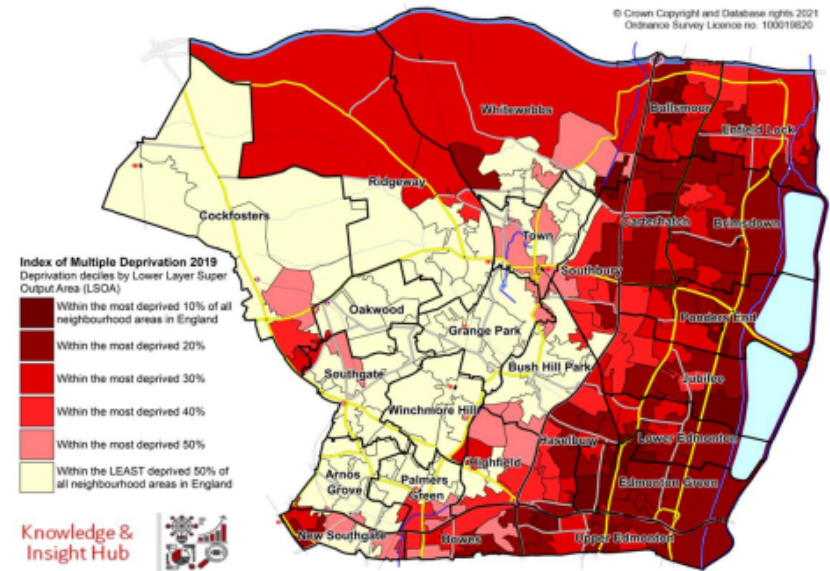 © Crown Copyright and Database rights 2021
Ordnance Survey Licence no. 100019820
Whitewebbs
Bullsmoor
Enfield Lock
Ridgeway
Cockfosters
Carterhatch
Brimsdown
Town
Southbury
Index of Multiple Deprivation 2019
Deprivation deciles by Lower Layer Super
Output Area (LSOA)
Within the most deprived 10% of all
neighbourhood areas in England
Within the most deprived 20%
Within the most deprived 30%
Within the most deprived 40%
Within the most deprived 50%
Within the LEAST deprived 50% of
all neighbourhood areas in England
Oakwood
Grange Park
Ponders End
Southgate
Bush Hill Park
Jubilee
Winchmore Hill
Haselbury
Lower Edmonton
Highfield
Arnos
Grove
Palmers
Green
Edmonton Green
New Southgate
Bowes
Upper Edmonton
Knowledge &
Insight Hub